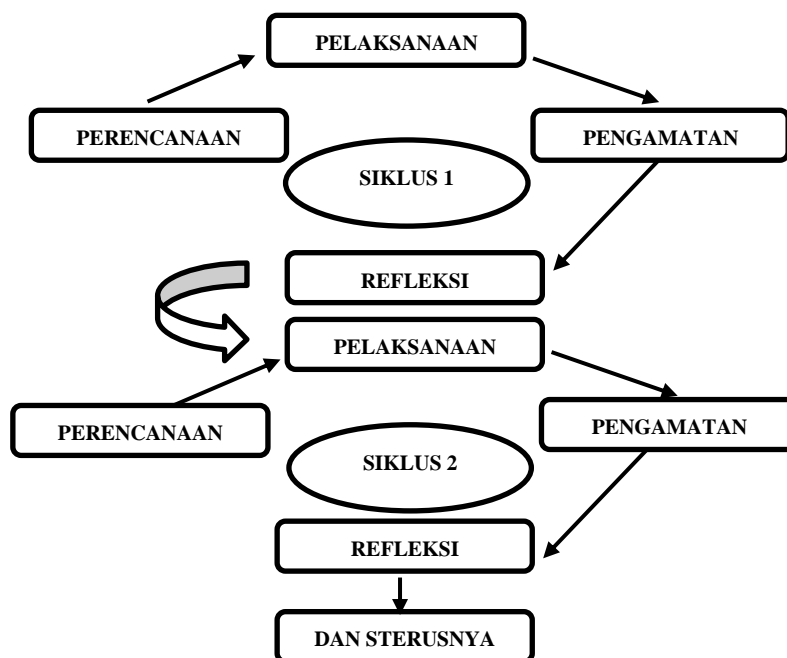 PELAKSANAAN
PERENCANAAN
PENGAMATAN
SIKLUS 1
REFLEKSI
PELAKSANAAN
PERENCANAAN
PENGAMATAN
SIKLUS 2
REFLEKSI
DAN STERUSNYA